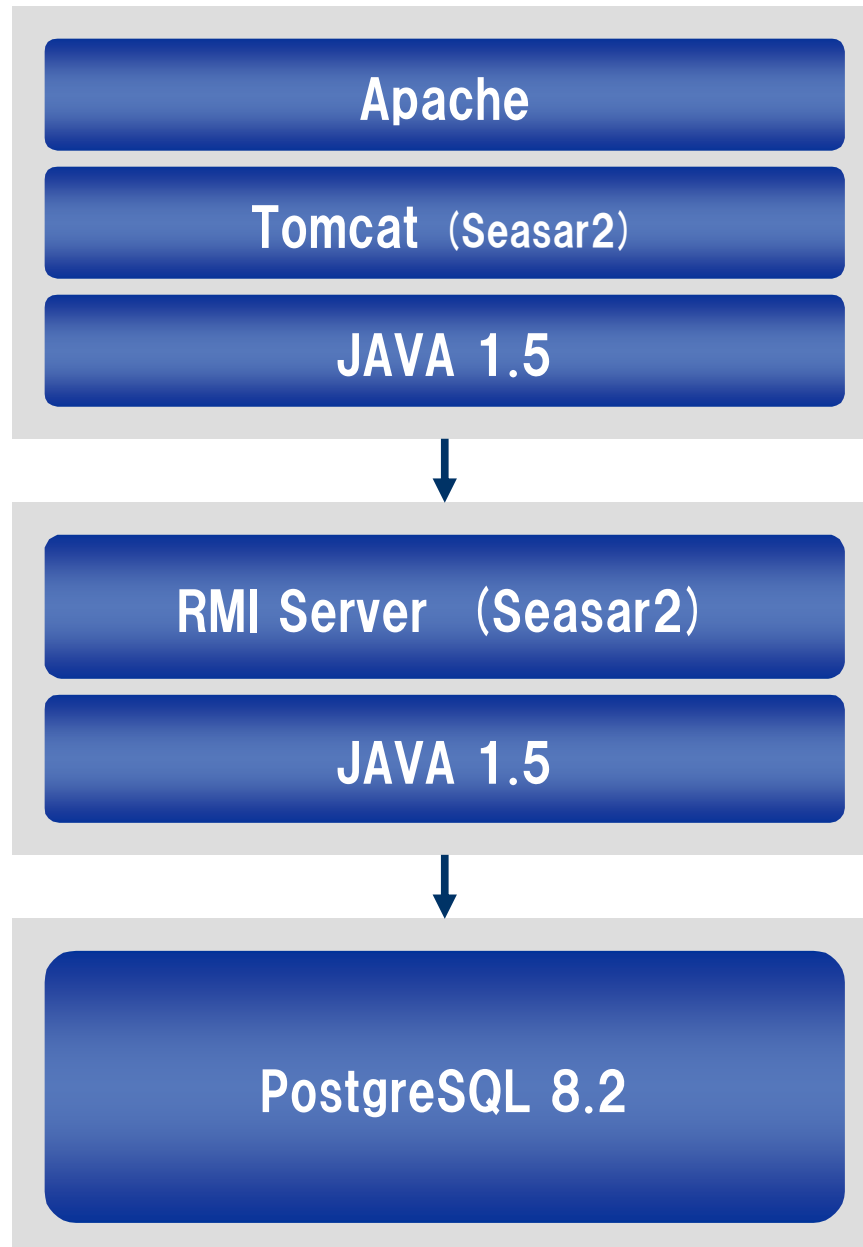 Apache
Tomcat (Seasar2)
JAVA 1.5
RMI Server (Seasar2)
JAVA 1.5
PostgreSQL 8.2